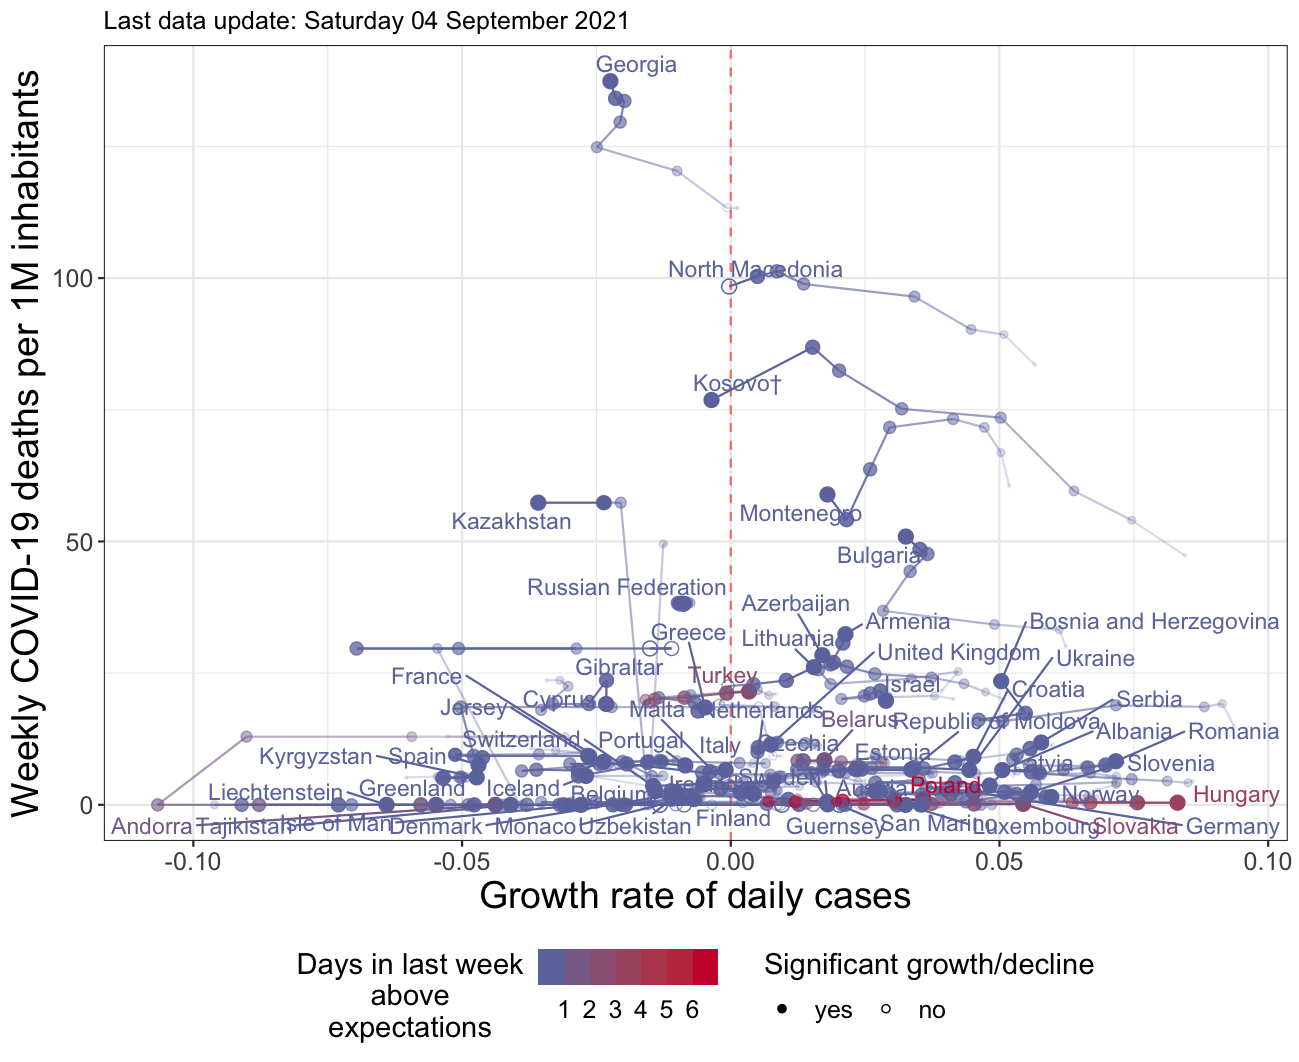 Last data update: Saturday 04 September 2021
Weekly COVID-19 deaths per 1M inhabitants
Georgia
100
North Macedonia
Kosovo†
Montenegro
Kazakhstan
50
Bulgaria
Russian Federation
Azerbaijan
Armenia
Bosnia and Herzegovina
Greece
Lithuania
United Kingdom
Ukraine
France
Gibraltar
Turkey
Israel
Croatia
Jersey
Cyprus
Malta
Netherlands
Belarus
Republic of Moldova
Serbia
Albania
Romania
Switzerland
Portugal
Italy
Czechia
Estonia
Kyrgyzstan
Spain
Latvia
Slovenia
Liechtenstein
Greenland
Iceland
Belgium
Ireland
Sweden
Austria
Poland
Norway
Hungary
0
Andorra
Tajikistan
Isle of Man
Denmark
Monaco
Uzbekistan
Finland
Guernsey
San Marino
Luxembourg
Slovakia
Germany
-0.10
-0.05
0.00
0.05
0.10
Growth rate of daily cases
Days in last week
above
expectations
1 2 3 4 5 6
Significant growth/decline
yes
no